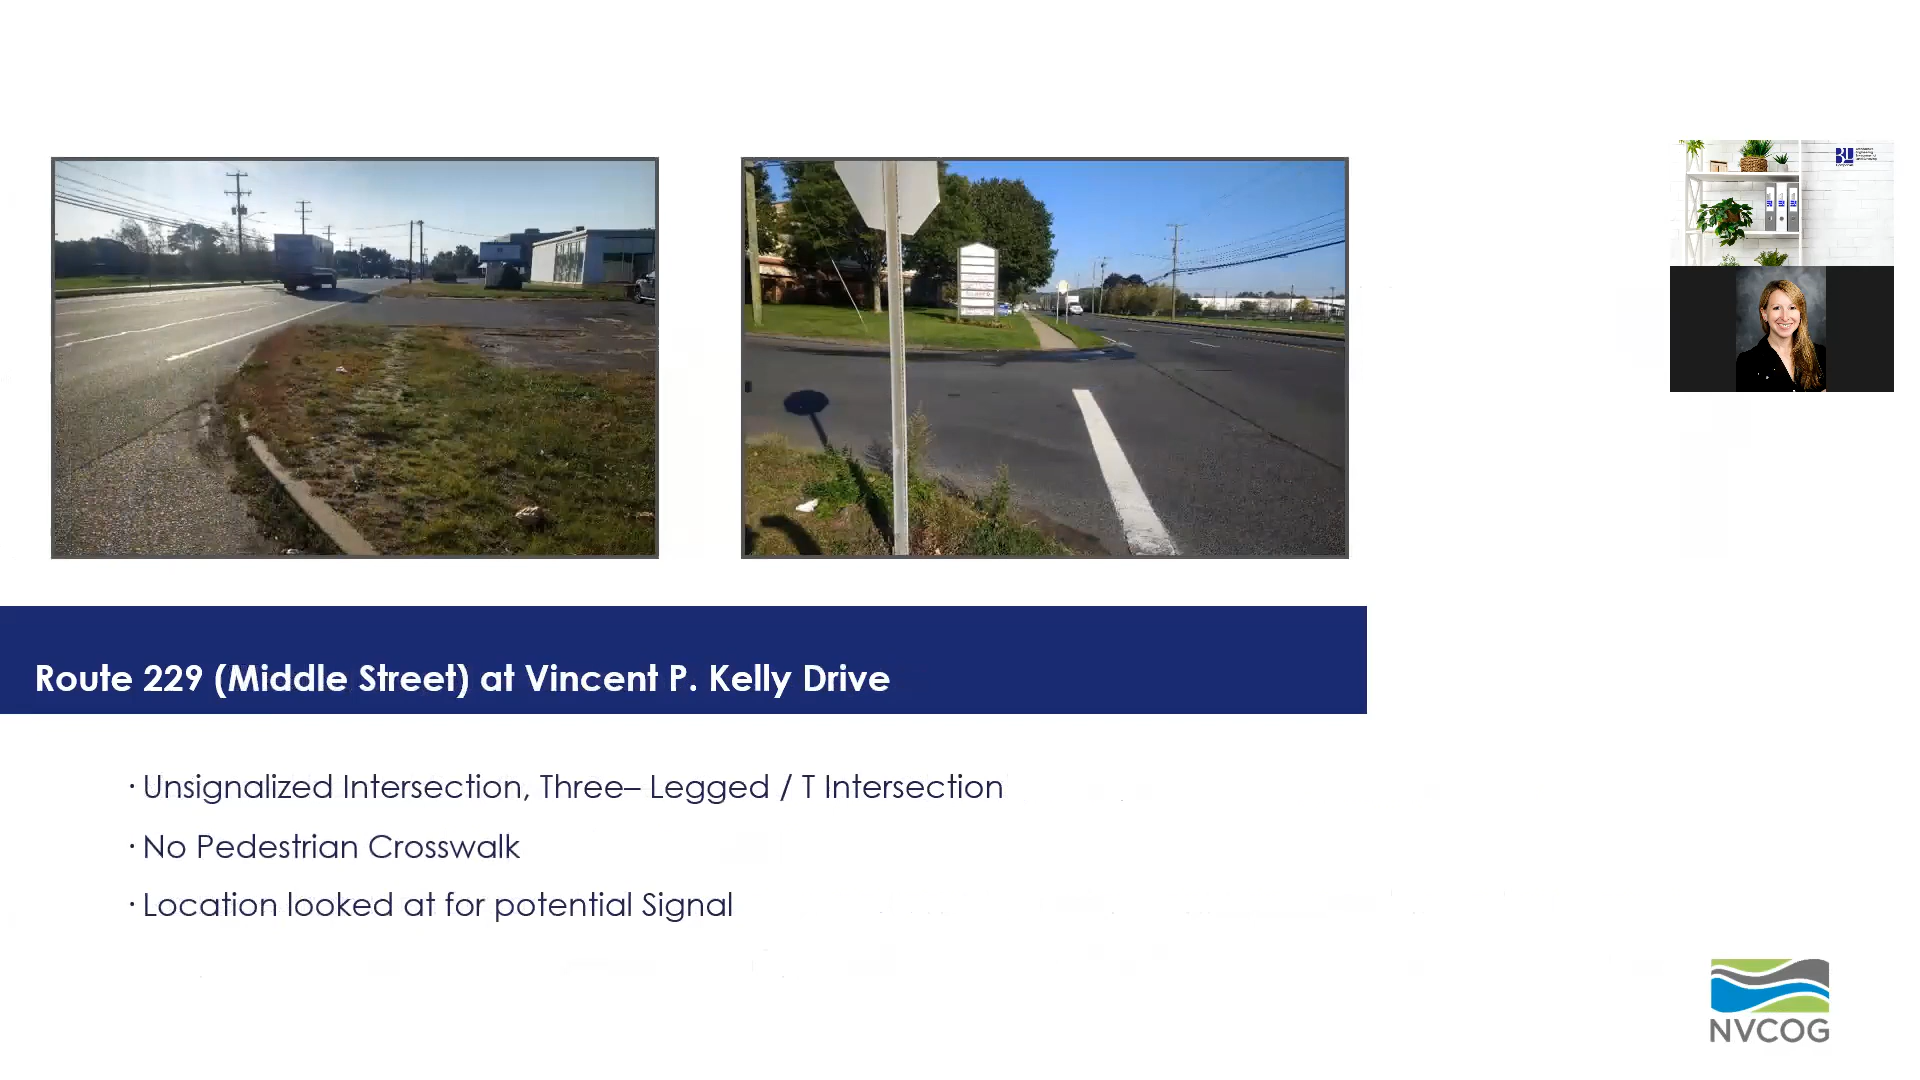 Route 229 (Middle Street) at Vincent P. Kelly Drive
· Unsignalized Intersection, Three– Legged / T Intersection
· No Pedestrian Crosswalk
· Location looked at for potential Signal
NVCOG